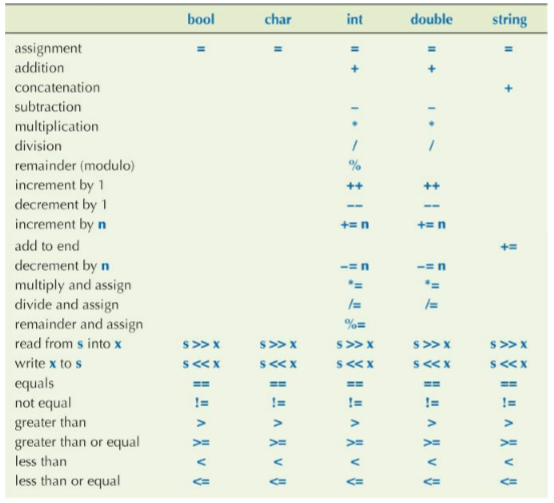 bool char int double string
assignment = = = = =
addition + +
concatenation +
subtraction – –
multiplication * *
division / /
remainder (modulo) %
increment by 1 ++ ++
decrement by 1 –– ––
increment by n += n += n
add to end +=
decrement by n –= n –= n
multiply and assign *= *=
divide and assign /= /=
remainder and assign %=
read from s into x s >> x s >> x s >> x s >> x s >> x
write x to s s << x s << x s << x s << x s << x
equals == == == == ==
not equal != != != != !=
greater than > > > > >
greater than or equal >= >= >= >= >=
less than < < < < <
less than or equal <= <= <= <= <=